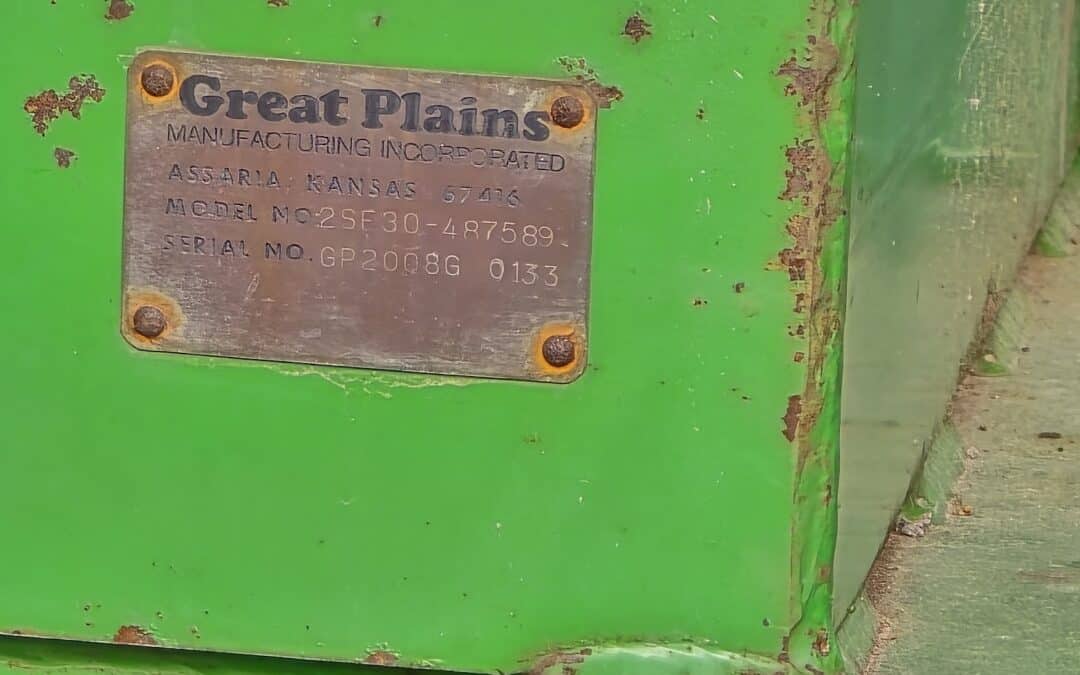 Great Plains
MANUFACTURING INCORPORATED
ASSARIA, KANSAS 67416
MODEL NO. 2SF30-487589
SERIAL NO. GP2008G 0133